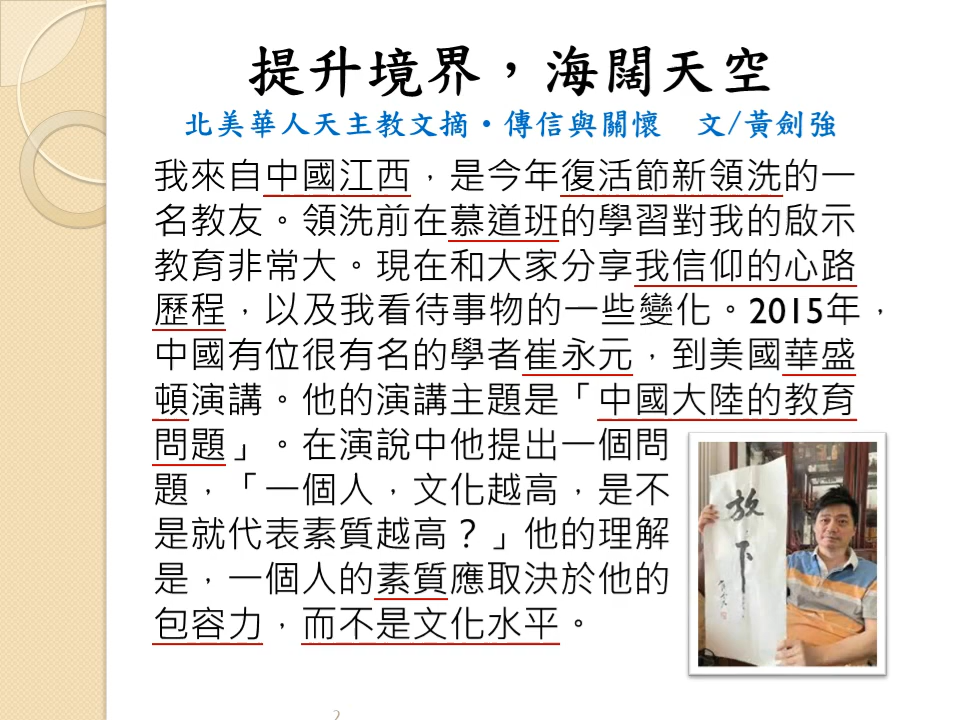 提升境界，海闊天空
北美華人天主教文摘・傳信與關懷　文/黃劍強
我來自中國江西，是今年復活節新領洗的一
名教友。領洗前在慕道班的學習對我的啟示
教育非常大。現在和大家分享我信仰的心路
歷程，以及我看待事物的一些變化。2015年，
中國有位很有名的學者崔永元，到美國華盛
頓演講。他的演講主題是「中國大陸的教育
問題」。在演說中他提出一個問
題，「一個人，文化越高，是不
是就代表素質越高？」他的理解
是，一個人的素質應取決於他的
包容力，而不是文化水平。
放下
2